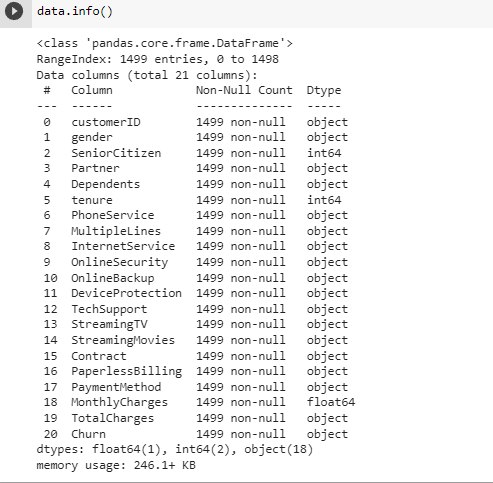 data.info()
<class 'pandas.core.frame.DataFrame'>
RangeIndex: 1499 entries, 0 to 1498
Data columns (total 21 columns):
 #   Column            Non-Null Count  Dtype
---  ------            --------------  -----
 0   customerID        1499 non-null   object
 1   gender            1499 non-null   object
 2   SeniorCitizen     1499 non-null   int64
 3   Partner           1499 non-null   object
 4   Dependents        1499 non-null   object
 5   tenure            1499 non-null   int64
 6   PhoneService      1499 non-null   object
 7   MultipleLines     1499 non-null   object
 8   InternetService   1499 non-null   object
 9   OnlineSecurity    1499 non-null   object
 10  OnlineBackup      1499 non-null   object
 11  DeviceProtection  1499 non-null   object
 12  TechSupport       1499 non-null   object
 13  StreamingTV       1499 non-null   object
 14  StreamingMovies   1499 non-null   object
 15  Contract          1499 non-null   object
 16  PaperlessBilling  1499 non-null   object
 17  PaymentMethod     1499 non-null   object
 18  MonthlyCharges    1499 non-null   float64
 19  TotalCharges      1499 non-null   object
 20  Churn             1499 non-null   object
dtypes: float64(1), int64(2), object(18)
memory usage: 246.1+ KB